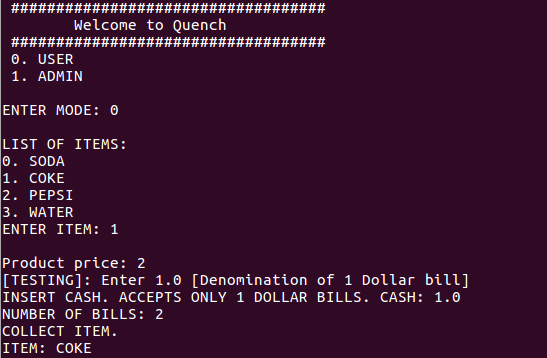 ###################################
Welcome to Quench
###################################
0. USER
1. ADMIN
ENTER MODE: 0
LIST OF ITEMS:
0. SODA
1. COKE
2. PEPSI
3. WATER
ENTER ITEM: 1
Product price: 2
[TESTING]: Enter 1.0 [Denomination of 1 Dollar bill]
INSERT CASH. ACCEPTS ONLY 1 DOLLAR BILLS. CASH: 1.0
NUMBER OF BILLS: 2
COLLECT ITEM.
ITEM: COKE